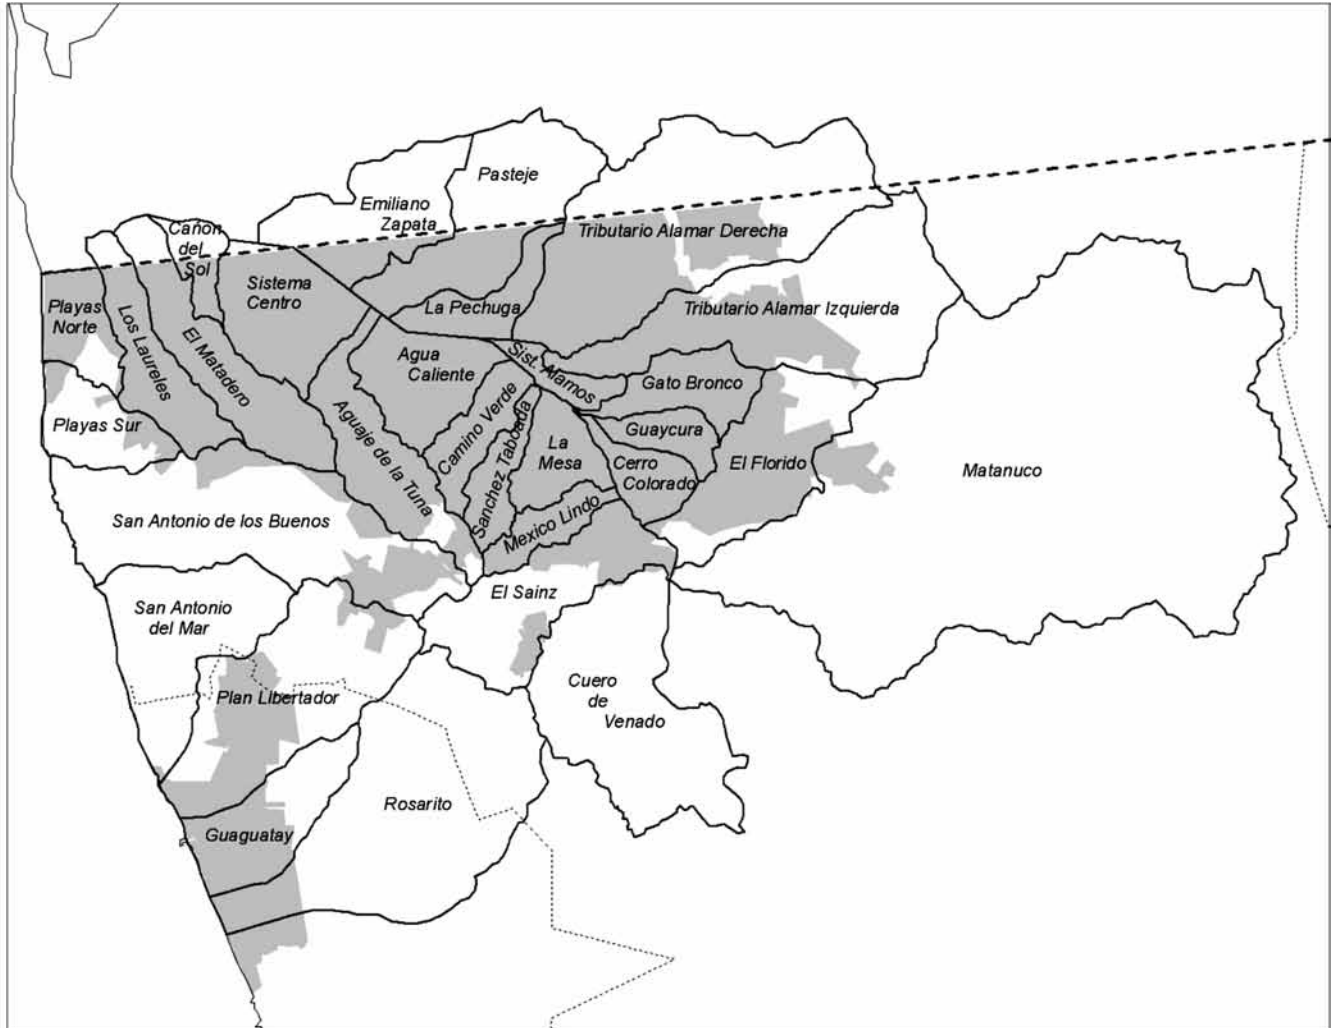 Pasteje
Emiliano
Zapata
Cañon
del
Sol
Tributario Alamar Derecha
Sistema
Centro
Playas
Norte
Los Laureles
El Matadero
La Pechuga
Tributario Alamar Izquierda
Agua
Caliente
Sist. Alamos
Gato Bronco
Camino Verde
Aguaje de la Tuna
Sanchez Taboada
Playas Sur
Guaycura
La
Mesa
Cerro
Colorado
El Florido
Matanuco
San Antonio de los Buenos
Mexico Lindo
El Sainz
San Antonio
del Mar
Plan Libertador
Cuero
de
Venado
Rosarito
Guaguatay